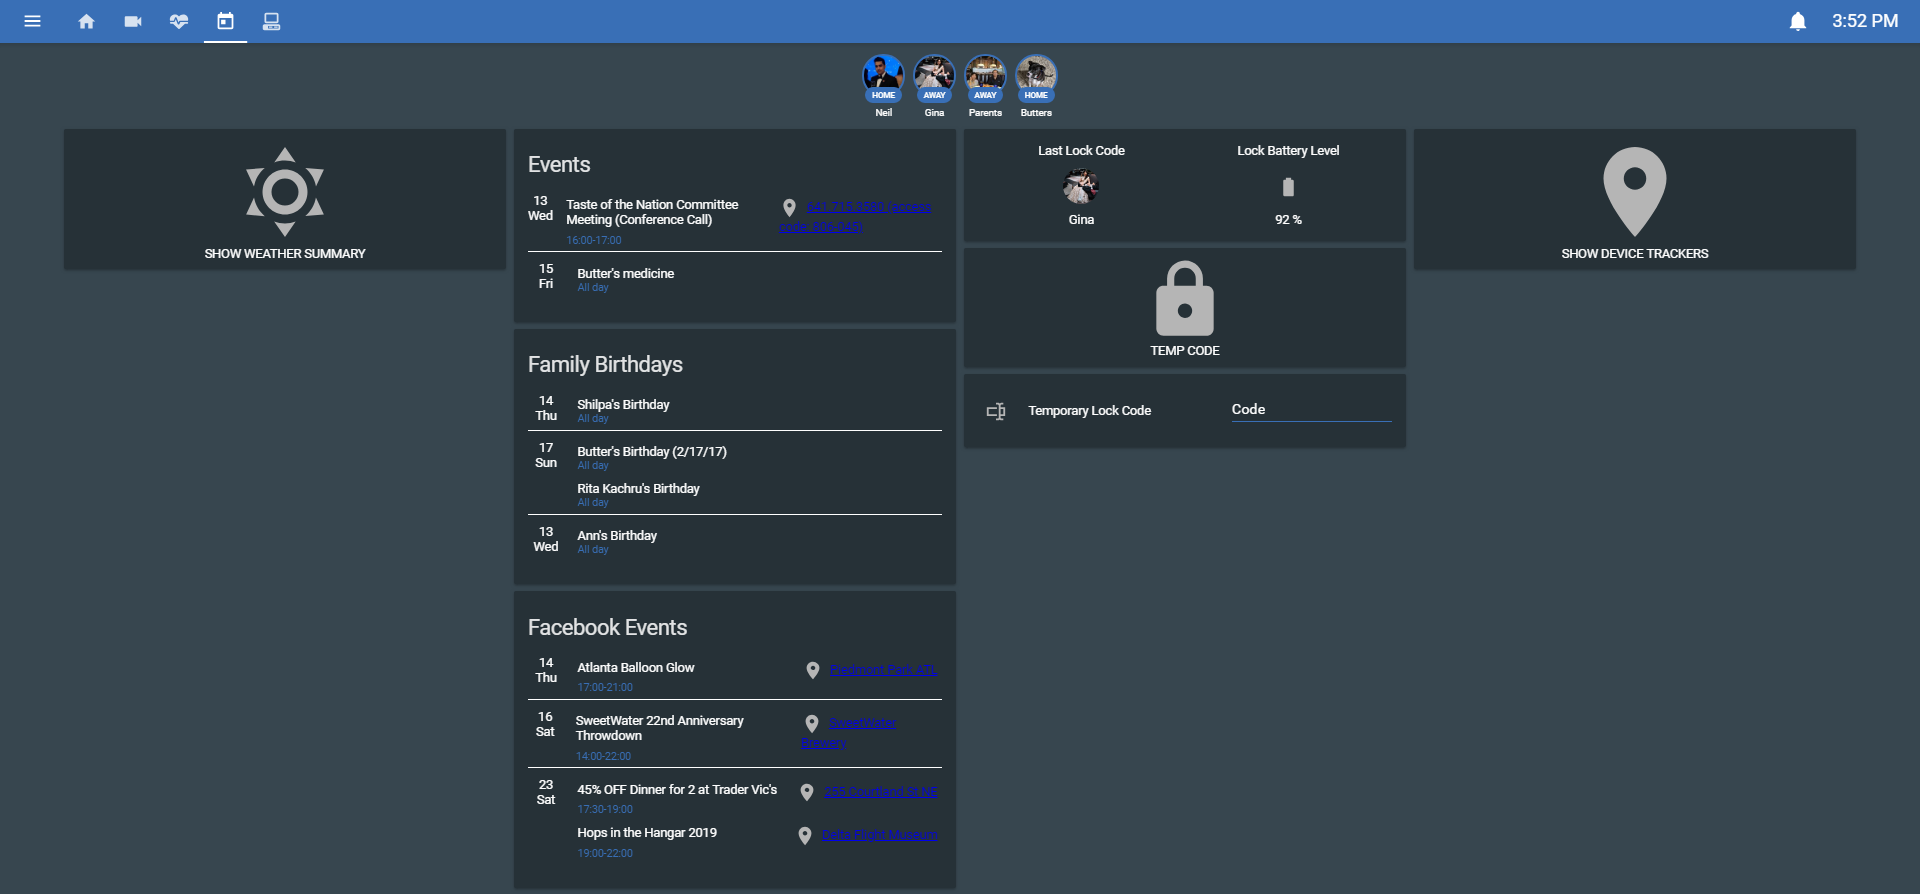 3:52 PM
HOME
AWAY
AWAY
HOME
Neil
Gina
Parents
Butters
SHOW WEATHER SUMMARY
Events
13
Wed
Taste of the Nation Committee
Meeting (Conference Call)
16:00-17:00
641.715.3580 (access
code: 806-045)
15
Fri
Butter's medicine
All day
Family Birthdays
14
Thu
Shilpa's Birthday
All day
17
Sun
Butter's Birthday (2/17/17)
All day
Rita Kachru's Birthday
All day
13
Wed
Ann's Birthday
All day
Facebook Events
14
Thu
Atlanta Balloon Glow
17:00-21:00
Piedmont Park ATL
16
Sat
SweetWater 22nd Anniversary
Throwdown
14:00-22:00
SweetWater
Brewery
23
Sat
45% OFF Dinner for 2 at Trader Vic's
17:30-19:00
255 Courtland St NE
Hops in the Hangar 2019
19:00-22:00
Delta Flight Museum
Last Lock Code
Gina
Lock Battery Level
92 %
TEMP CODE
Temporary Lock Code
Code
SHOW DEVICE TRACKERS